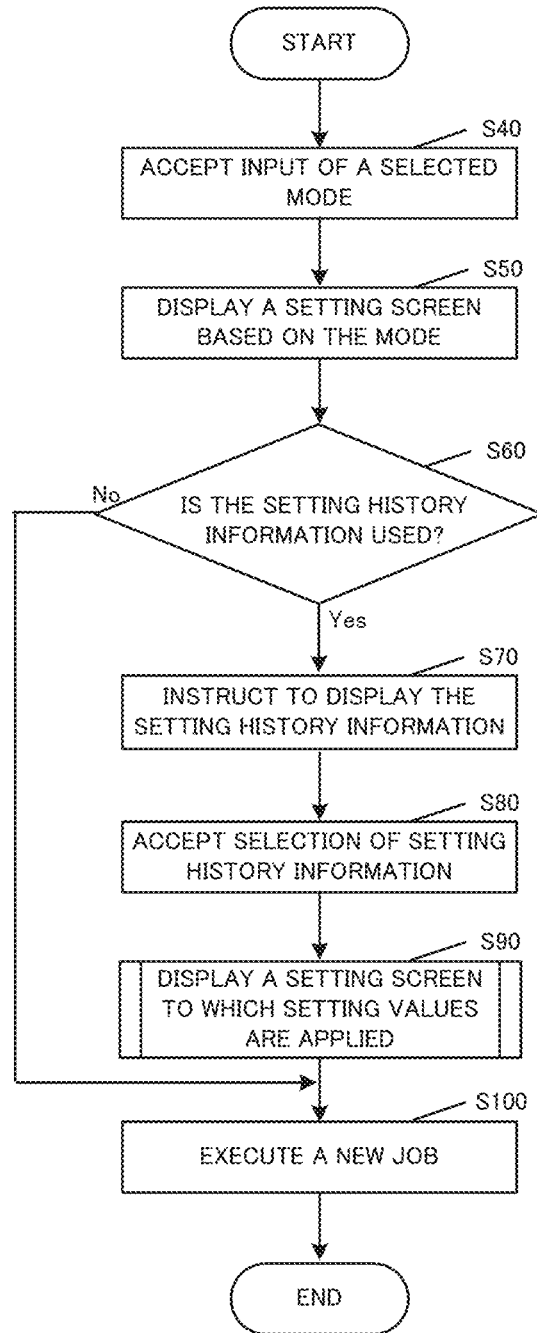 START
S40
ACCEPT INPUT OF A SELECTED
MODE
S50
DISPLAY A SETTING SCREEN
BASED ON THE MODE
S60
No
IS THE SETTING HISTORY
INFORMATION USED?
Yes
S70
INSTRUCT TO DISPLAY THE
SETTING HISTORY INFORMATION
S80
ACCEPT SELECTION OF SETTING
HISTORY INFORMATION
S90
DISPLAY A SETTING SCREEN
TO WHICH SETTING VALUES
ARE APPLIED
S100
EXECUTE A NEW JOB
END